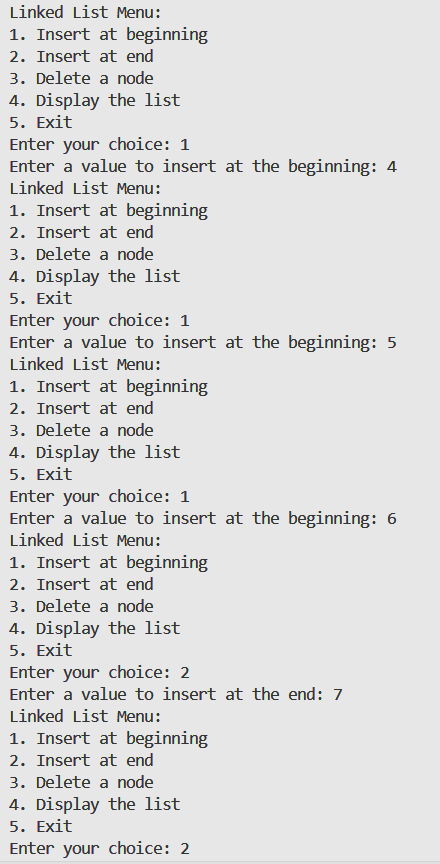 Linked List Menu:
1. Insert at beginning
2. Insert at end
3. Delete a node
4. Display the list
5. Exit
Enter your choice: 1
Enter a value to insert at the beginning: 4
Linked List Menu:
1. Insert at beginning
2. Insert at end
3. Delete a node
4. Display the list
5. Exit
Enter your choice: 1
Enter a value to insert at the beginning: 5
Linked List Menu:
1. Insert at beginning
2. Insert at end
3. Delete a node
4. Display the list
5. Exit
Enter your choice: 1
Enter a value to insert at the beginning: 6
Linked List Menu:
1. Insert at beginning
2. Insert at end
3. Delete a node
4. Display the list
5. Exit
Enter your choice: 2
Enter a value to insert at the end: 7
Linked List Menu:
1. Insert at beginning
2. Insert at end
3. Delete a node
4. Display the list
5. Exit
Enter your choice: 2